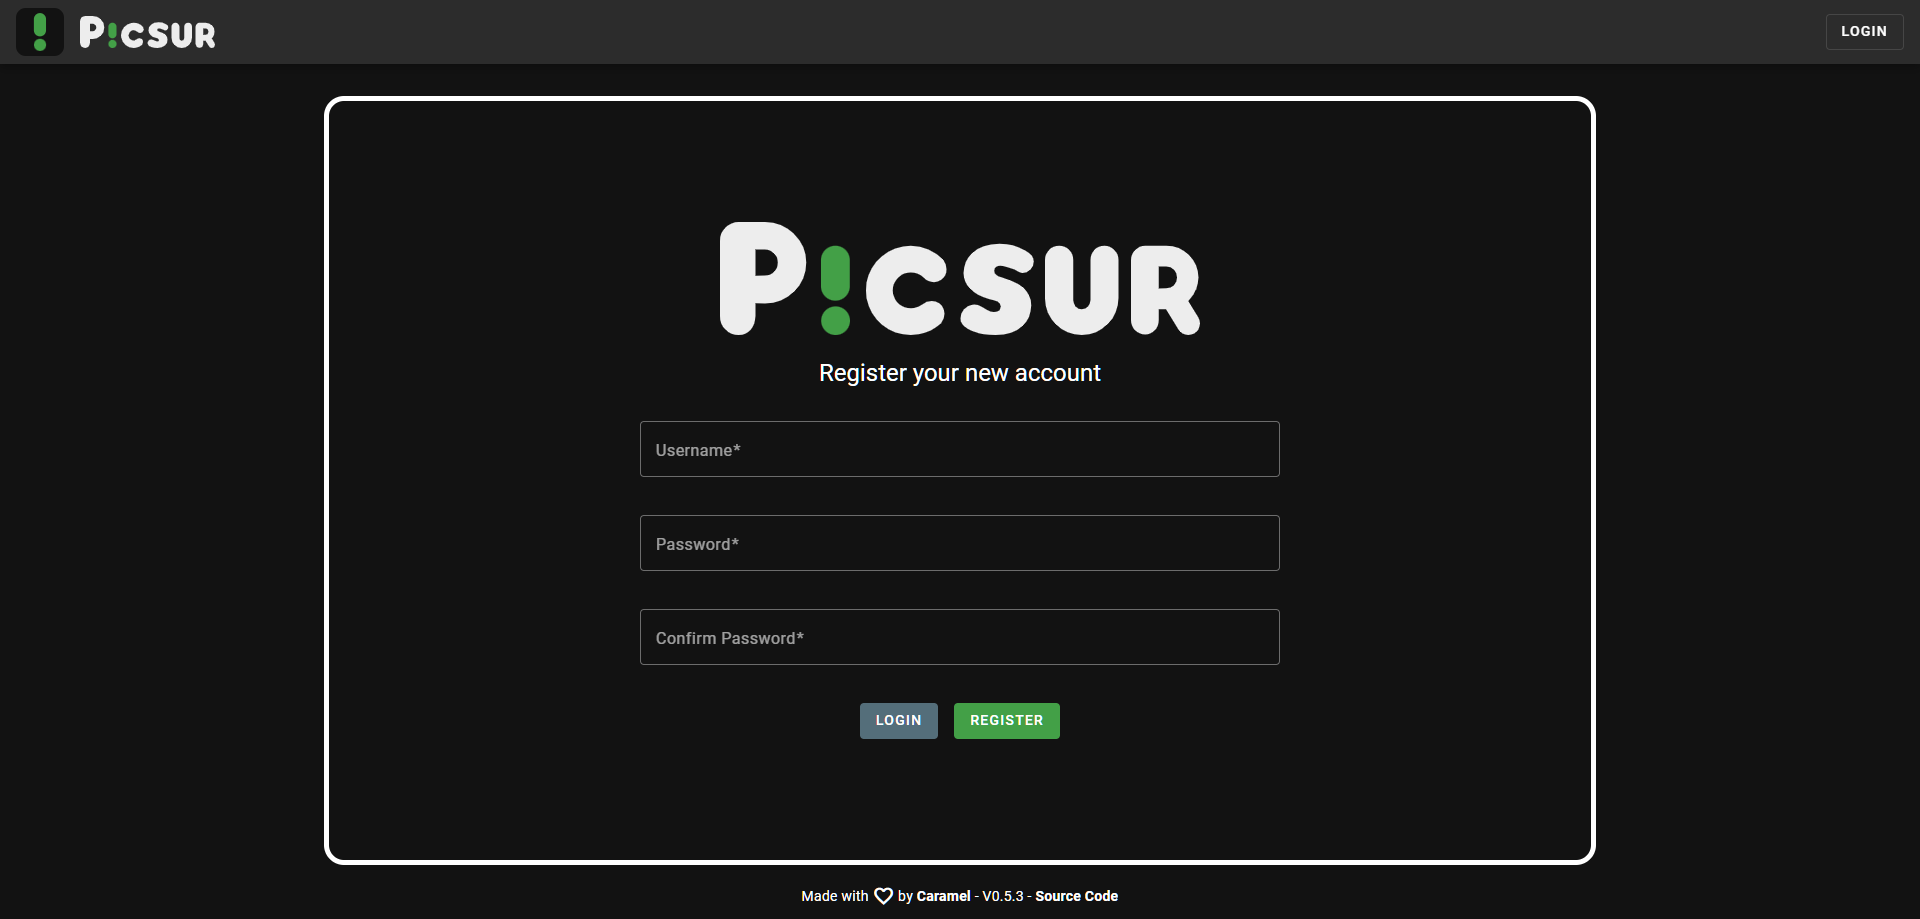 P!CSUR
LOGIN
P!CSUR
Register your new account
Username*
Password*
Confirm Password*
LOGIN
REGISTER
Made with ♡ by Caramel - V0.5.3 - Source Code